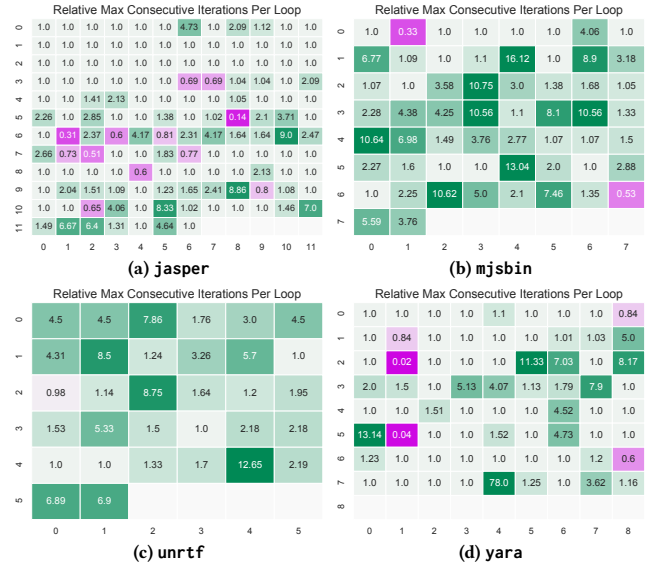 Relative Max Consecutive Iterations Per Loop
0 1.0 1.0 1.0 1.0 1.0 1.0 4.73 1.0 2.09 1.12 1.0 1.0
1 1.0 1.0 1.0 1.0 1.0 1.0 1.0 1.0 1.0 1.0 1.0 1.0
2 1.0 1.0 1.0 1.0 1.0 1.0 1.0 1.0 1.0 1.0 1.0 1.0
3 1.0 1.0 1.0 1.0 1.0 1.0 0.69 0.69 1.04 1.04 1.0 2.09
4 1.0 1.0 1.41 2.13 1.0 1.0 1.0 1.0 1.05 1.0 1.0 1.0
5 2.26 1.0 2.85 1.0 1.0 1.38 1.0 1.02 0.14 2.1 3.71 1.0
6 1.0 0.31 2.37 0.6 4.17 0.81 2.31 4.17 1.64 1.64 9.0 2.47
7 2.66 0.73 0.51 1.0 1.0 1.83 0.77 1.0 1.0 1.0 1.0 1.0
8 1.0 1.0 1.0 1.0 0.6 1.0 1.0 1.0 1.0 2.13 1.0 1.0
9 1.0 2.04 1.51 1.09 1.0 1.23 1.65 2.41 8.86 0.8 1.08 1.0
10 1.0 1.0 0.65 4.06 1.0 8.33 1.02 1.0 1.0 1.0 1.46 7.0
11 1.49 6.67 6.4 1.31 1.0 4.64 1.0
0 1 2 3 4 5 6 7 8 9 10 11
(a) jasper
Relative Max Consecutive Iterations Per Loop
0 1.0 0.33 1.0 1.0 1.0 1.0 4.06 1.0
1 6.77 1.09 1.0 1.1 16.12 1.0 8.9 3.18
2 1.07 1.0 3.58 10.75 3.0 1.38 1.68 1.05
3 2.28 4.38 4.25 10.56 1.1 8.1 10.56 1.33
4 10.64 6.98 1.49 3.76 2.77 1.07 1.07 1.5
5 2.27 1.6 1.0 1.0 13.04 2.0 1.0 2.88
6 1.0 2.25 10.62 5.0 2.1 7.46 1.35 0.53
7 5.59 3.76
0 1 2 3 4 5 6 7
(b) mjsbin
Relative Max Consecutive Iterations Per Loop
0 4.5 4.5 7.86 1.76 3.0 4.5
1 4.31 8.5 1.24 3.26 5.7 1.0
2 0.98 1.14 8.75 1.64 1.2 1.95
3 1.53 5.33 1.5 1.0 2.18 2.18
4 1.0 1.0 1.33 1.7 12.65 2.19
5 6.89 6.9
0 1 2 3 4 5
(c) unrtf
Relative Max Consecutive Iterations Per Loop
0 1.0 1.0 1.0 1.0 1.1 1.0 1.0 1.0 0.84
1 1.0 0.84 1.0 1.0 1.0 1.0 1.01 1.03 5.0
2 1.0 0.02 1.0 1.0 1.0 11.33 7.03 1.0 8.17
3 2.0 1.5 1.0 5.13 4.07 1.13 1.79 7.9 1.0
4 1.0 1.0 1.51 1.0 1.0 1.0 4.52 1.0 1.0
5 13.14 0.04 1.0 1.0 1.52 1.0 4.73 1.0 1.0
6 1.23 1.0 1.0 1.0 1.0 1.0 1.0 1.2 0.6
7 1.0 1.0 1.0 1.0 78.0 1.25 1.0 3.62 1.16
8
0 1 2 3 4 5 6 7 8
(d) yara